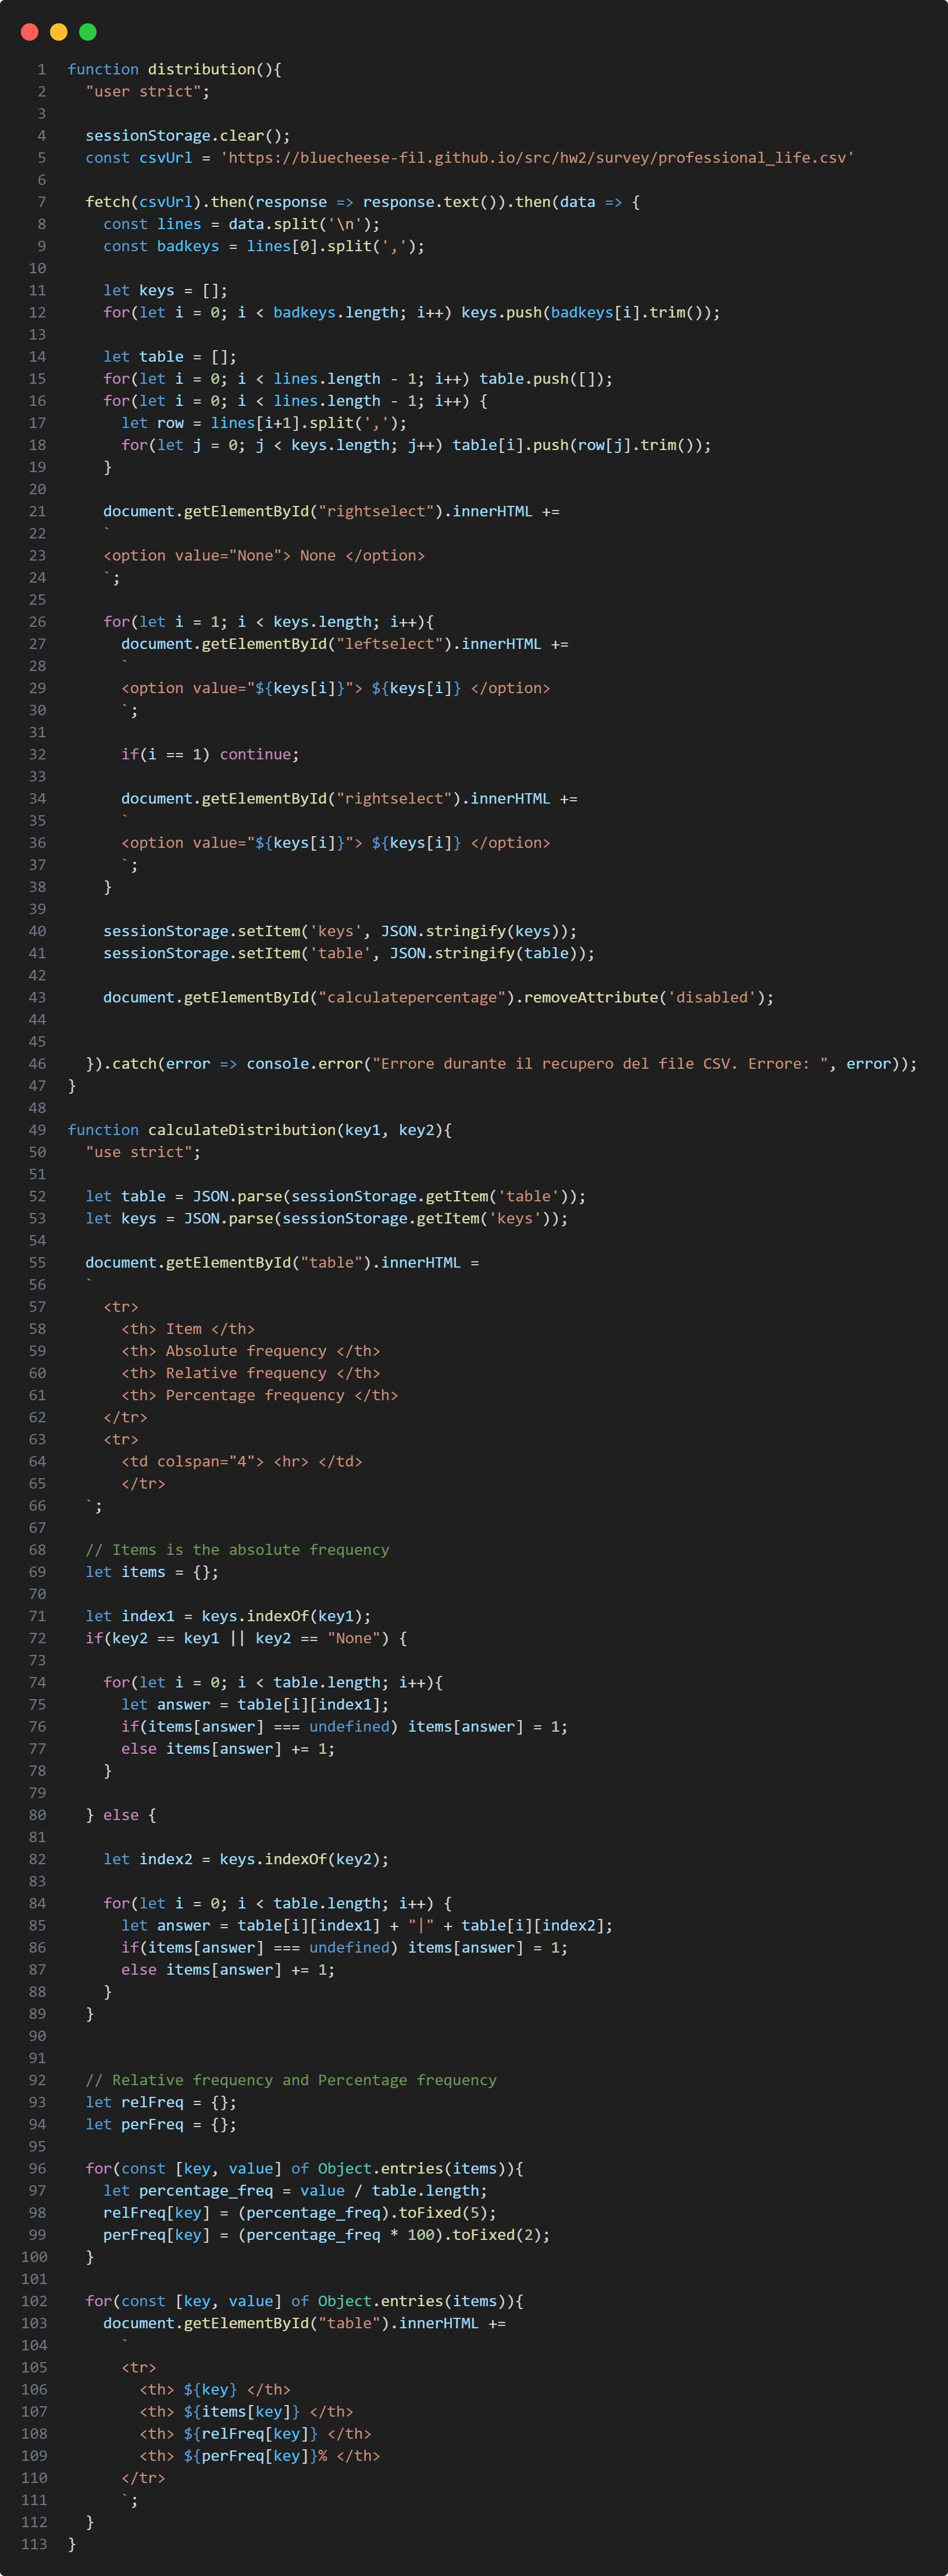 1 function distribution(){
2   "user strict";
3
4   sessionStorage.clear();
5   const csvUrl = 'https://bluecheese-fil.github.io/src/hw2/survey/professional_life.csv'
6
7   fetch(csvUrl).then(response => response.text()).then(data => {
8     const lines = data.split('\n');
9     const badkeys = lines[0].split(',');
10
11     let keys = [];
12     for(let i = 0; i < badkeys.length; i++) keys.push(badkeys[i].trim());
13
14     let table = [];
15     for(let i = 0; i < lines.length - 1; i++) table.push([]);
16     for(let i = 0; i < lines.length - 1; i++) {
17       let row = lines[i+1].split(',');
18       for(let j = 0; j < keys.length; j++) table[i].push(row[j].trim());
19     }
20
21     document.getElementById("rightselect").innerHTML +=
22     `
23     <option value="None"> None </option>
24     `;
25
26     for(let i = 1; i < keys.length; i++){
27       document.getElementById("leftselect").innerHTML +=
28       `
29       <option value="${keys[i]}"> ${keys[i]} </option>
30       `;
31
32       if(i == 1) continue;
33
34       document.getElementById("rightselect").innerHTML +=
35       `
36       <option value="${keys[i]}"> ${keys[i]} </option>
37       `;
38     }
39
40     sessionStorage.setItem('keys', JSON.stringify(keys));
41     sessionStorage.setItem('table', JSON.stringify(table));
42
43     document.getElementById("calculatepercentage").removeAttribute('disabled');
44
45
46   }).catch(error => console.error("Errore durante il recupero del file CSV. Errore: ", error));
47 }
48
49 function calculateDistribution(key1, key2){
50   "use strict";
51
52   let table = JSON.parse(sessionStorage.getItem('table'));
53   let keys = JSON.parse(sessionStorage.getItem('keys'));
54
55   document.getElementById("table").innerHTML =
56   `
57     <tr>
58       <th> Item </th>
59       <th> Absolute frequency </th>
60       <th> Relative frequency </th>
61       <th> Percentage frequency </th>
62     </tr>
63     <tr>
64       <td colspan="4"> <hr> </td>
65       </tr>
66   `;
67
68   // Items is the absolute frequency
69   let items = {};
70
71   let index1 = keys.indexOf(key1);
72   if(key2 == key1 || key2 == "None") {
73
74     for(let i = 0; i < table.length; i++){
75       let answer = table[i][index1];
76       if(items[answer] === undefined) items[answer] = 1;
77       else items[answer] += 1;
78     }
79
80   } else {
81
82     let index2 = keys.indexOf(key2);
83
84     for(let i = 0; i < table.length; i++) {
85       let answer = table[i][index1] + "|" + table[i][index2];
86       if(items[answer] === undefined) items[answer] = 1;
87       else items[answer] += 1;
88     }
89   }
90
91
92   // Relative frequency and Percentage frequency
93   let relFreq = {};
94   let perFreq = {};
95
96   for(const [key, value] of Object.entries(items)){
97     let percentage_freq = value / table.length;
98     relFreq[key] = (percentage_freq).toFixed(5);
99     perFreq[key] = (percentage_freq * 100).toFixed(2);
100   }
101
102   for(const [key, value] of Object.entries(items)){
103     document.getElementById("table").innerHTML +=
104       `
105       <tr>
106         <th> ${key} </th>
107         <th> ${items[key]} </th>
108         <th> ${relFreq[key]} </th>
109         <th> ${perFreq[key]}% </th>
110       </tr>
111       `;
112   }
113 }